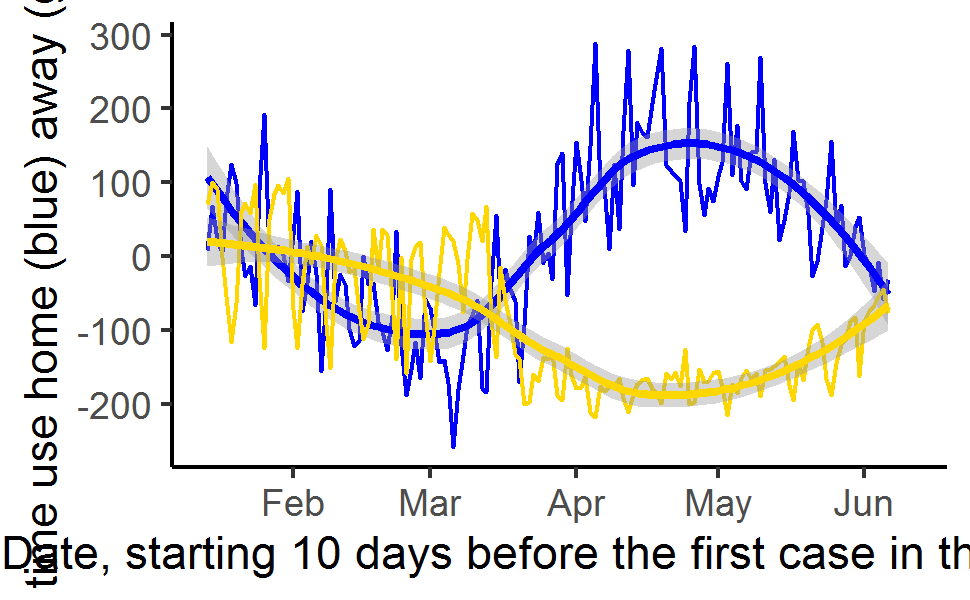 time use home (blue) away (g
300
200
100
0
-100
-200
Feb Mar Apr May Jun
Date, starting 10 days before the first case in th